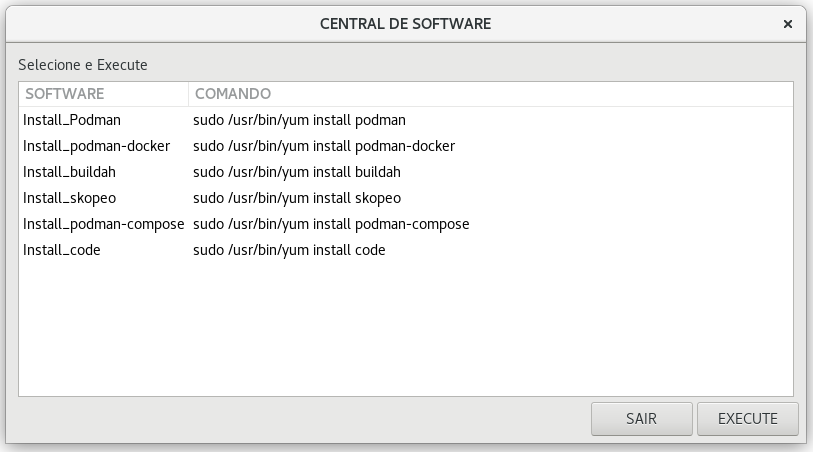 CENTRAL DE SOFTWARE ×
Selecione e Execute
SOFTWARE COMANDO
Install_Podman sudo /usr/bin/yum install podman
Install_podman-docker sudo /usr/bin/yum install podman-docker
Install_buildah sudo /usr/bin/yum install buildah
Install_skopeo sudo /usr/bin/yum install skopeo
Install_podman-compose sudo /usr/bin/yum install podman-compose
Install_code sudo /usr/bin/yum install code
SAIR EXECUTE